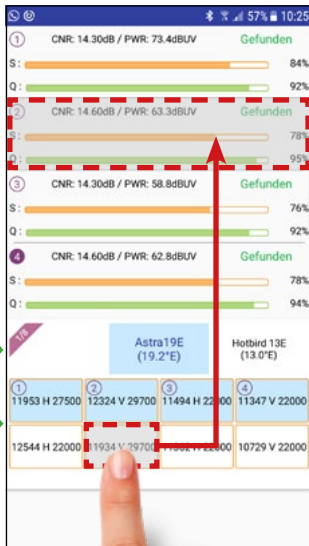 57% 10:25
1 CNR: 14.30dB / PWR: 73.4dBUV Gefunden
S: 84%
Q: 92%
2 CNR: 14.60dB / PWR: 63.3dBUV Gefunden
S: 78%
Q: 95%
3 CNR: 14.30dB / PWR: 58.8dBUV Gefunden
S: 76%
Q: 92%
4 CNR: 14.60dB / PWR: 62.8dBUV Gefunden
S: 78%
Q: 94%
1/8
Astra19E Hotbird 13E
(19.2°E) (13.0°E)
1 2 3 4
11953 H 27500 12324 V 29700 11494 H 22000 11347 V 22000
12544 H 22000 11934 V 29700 22000 10729 V 22000